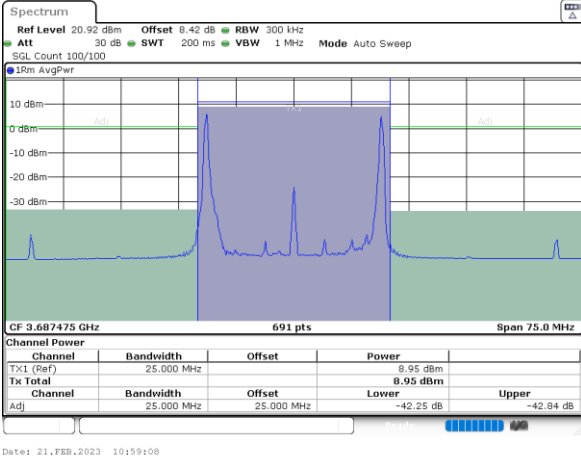 Spectrum
Ref Level 20.92 dBm Offset 8.42 dB RBW 300 kHz
Att 30 dB SWT 200 ms VBW 1 MHz Mode Auto Sweep
SGL Count 100/100
1Rm AvgPwr
10 dBm
Adj Adj
0 dBm
-10 dBm
-20 dBm
-30 dBm
CF 3.687475 GHz 691 pts Span 75.0 MHz
Channel Power
Channel Bandwidth Offset Power
TX1 (Ref) 25.000 MHz 8.95 dBm
Tx Total 8.95 dBm
Channel Bandwidth Offset Lower Upper
Adj 25.000 MHz 25.000 MHz -42.25 dB -42.84 dB
Ready
Date: 21.FEB.2023 10:59:08